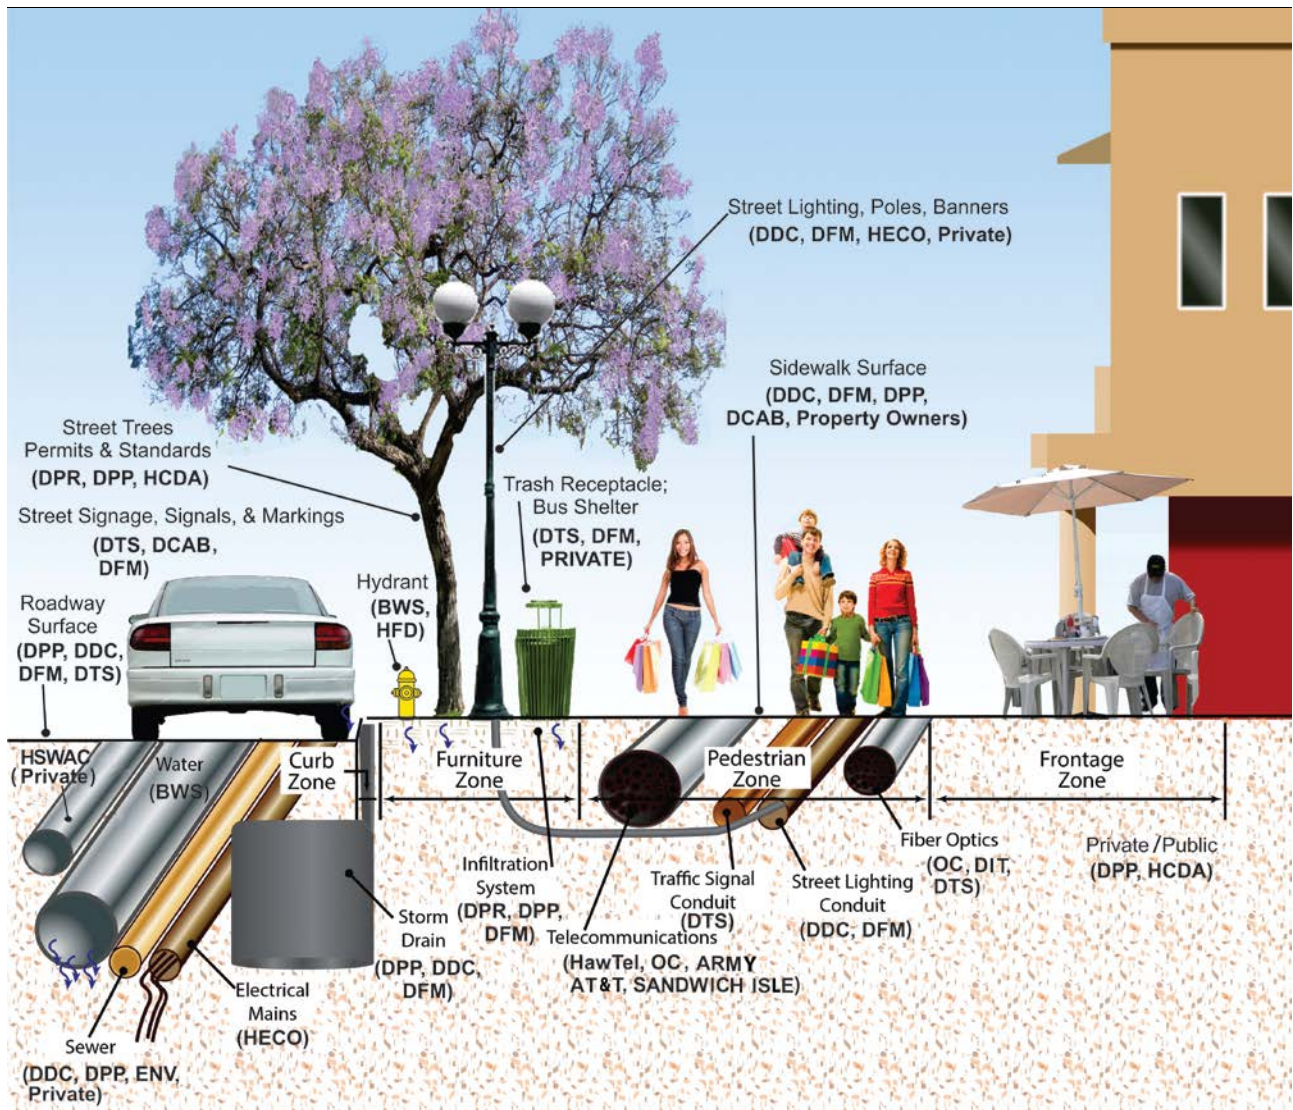 Street Lighting, Poles, Banners
(DDC, DFM, HECO, Private)
Sidewalk Surface
(DDC, DFM, DPP,
DCAB, Property Owners)
Street Trees
Permits & Standards
(DPR, DPP, HCDA)
Street Signage, Signals, & Markings
(DTS, DCAB,
DFM)
Trash Receptacle;
Bus Shelter
(DTS, DFM,
PRIVATE)
Hydrant
(BWS,
HFD)
Roadway
Surface
(DPP, DDC,
DFM, DTS)
HSWAC
(Private)
Water
(BWS)
Curb
Zone
Furniture
Zone
Pedestrian
Zone
Frontage
Zone
Private/Public
(DPP, HCDA)
Fiber Optics
(OC, DIT,
DTS)
Infiltration
System
(DPR, DPP,
DFM)
Traffic Signal
Conduit
(DTS)
Street Lighting
Conduit
(DDC, DFM)
Storm
Drain
(DPP, DDC,
DFM)
Telecommunications
(HawTel, OC, ARMY
AT&T, SANDWICH ISLE)
Electrical
Mains
(HECO)
Sewer
(DDC, DPP, ENV,
Private)